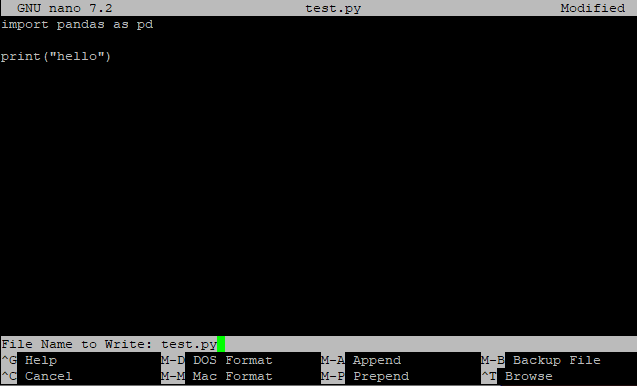 GNU nano 7.2 test.py Modified
import pandas as pd
print("hello")
File Name to Write: test.py
^G Help M-D DOS Format M-A Append M-B Backup File
^C Cancel M-M Mac Format M-P Prepend ^T Browse